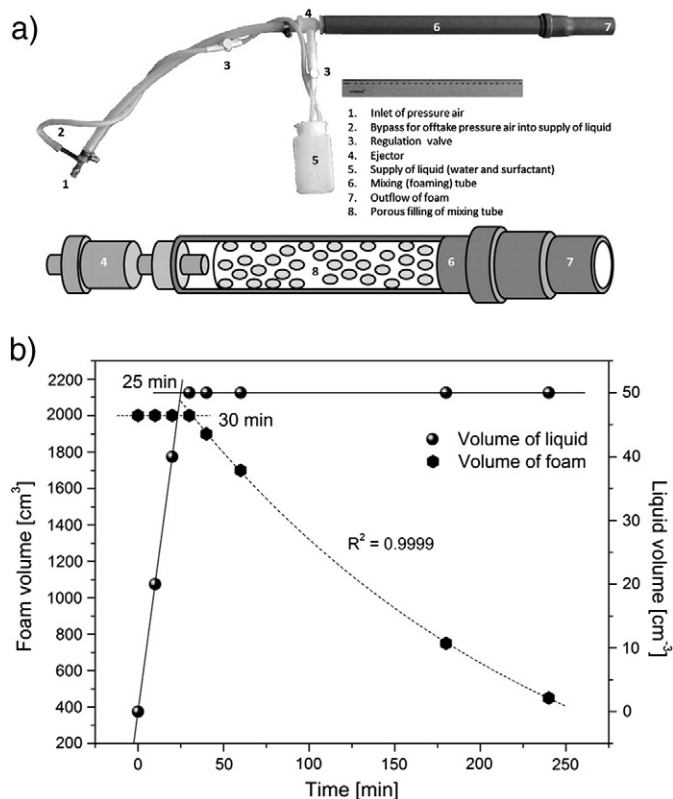 a)
4
6
7
3
3
2
5
1
1. Inlet of pressure air
2. Bypass for offtake pressure air into supply of liquid
3. Regulation valve
4. Ejector
5. Supply of liquid (water and surfactant)
6. Mixing (foaming) tube
7. Outflow of foam
8. Porous filling of mixing tube
4
8
6
7
b)
2200
2000
1800
1600
1400
1200
1000
800
600
400
200
Foam volume [cm³]
25 min
30 min
Volume of liquid
Volume of foam
R² = 0.9999
50
40
30
20
10
0
Liquid volume [cm⁻³]
0
50
100
150
200
250
Time [min]